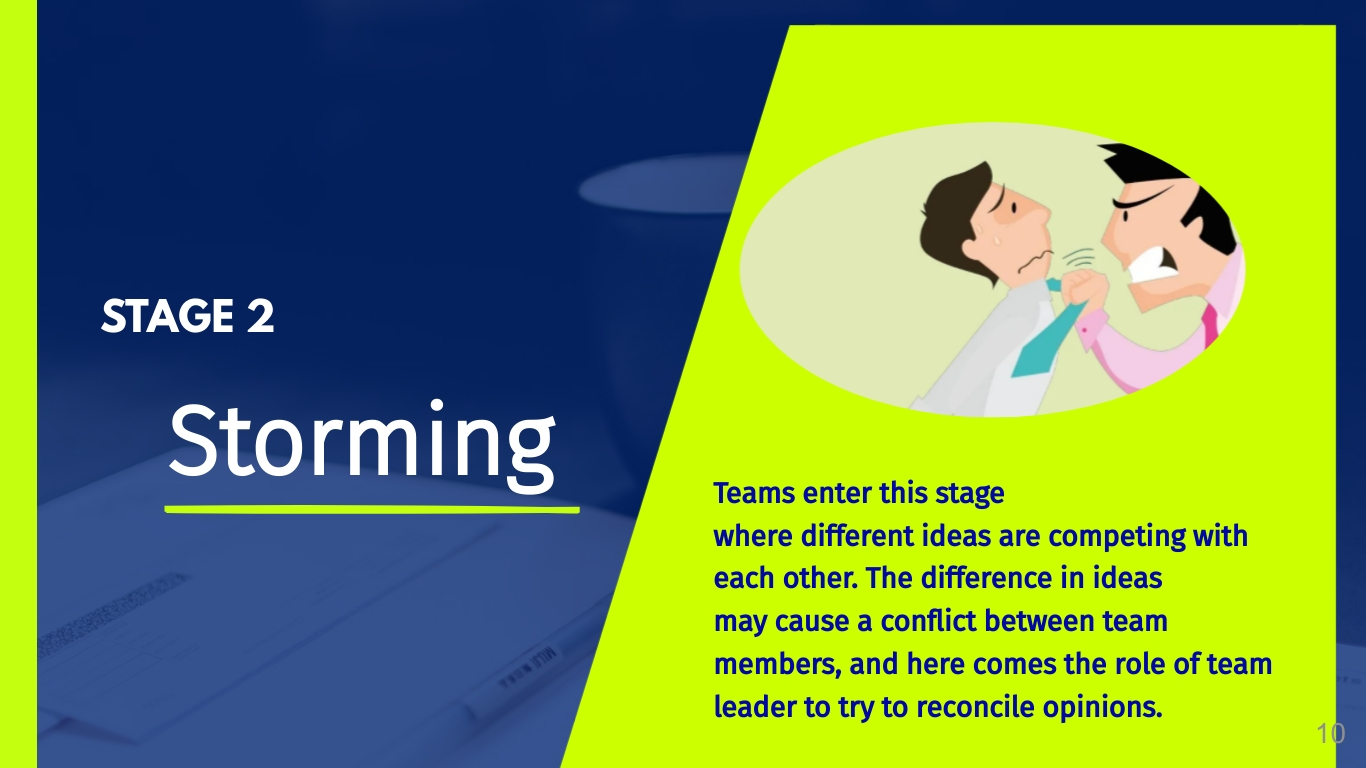 STAGE 2
Storming
Teams enter this stage
where different ideas are competing with
each other. The difference in ideas
may cause a conflict between team
members, and here comes the role of team
leader to try to reconcile opinions.
10